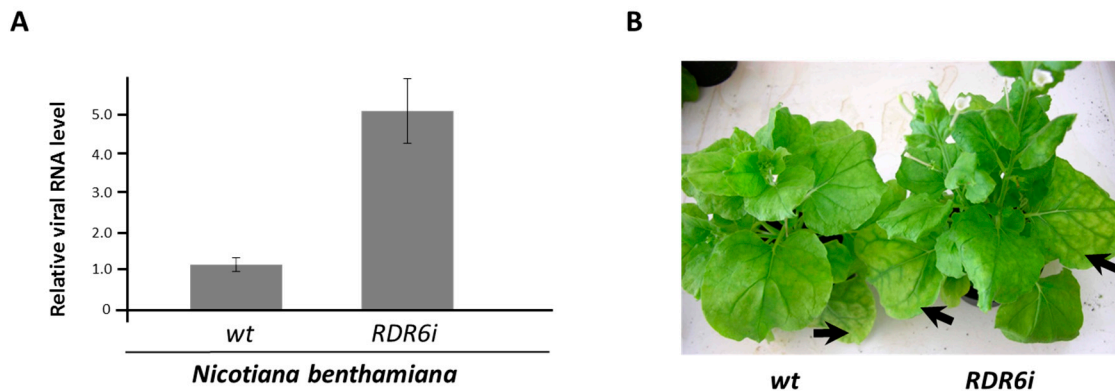 A
Relative viral RNA level
5.0
4.0
3.0
2.0
1.0
0
wt RDR6i
Nicotiana benthamiana
B
wt RDR6i